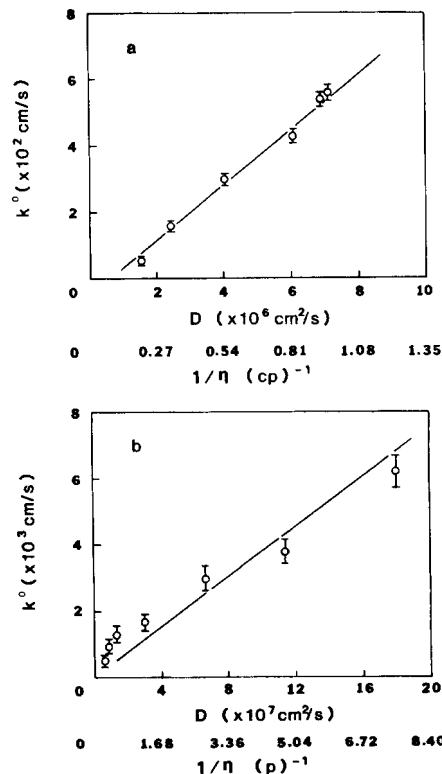 a
8
6
4
2
0
k° (x10² cm/s)
2 4 6 8 10
D (x10⁶ cm²/s)
0 0.27 0.54 0.81 1.08 1.35
1/η (cp)⁻¹
b
8
6
4
2
0
k° (x10³ cm/s)
4 8 12 16 20
D (x10⁷ cm²/s)
0 1.68 3.36 5.04 6.72 8.40
1/η (p)⁻¹